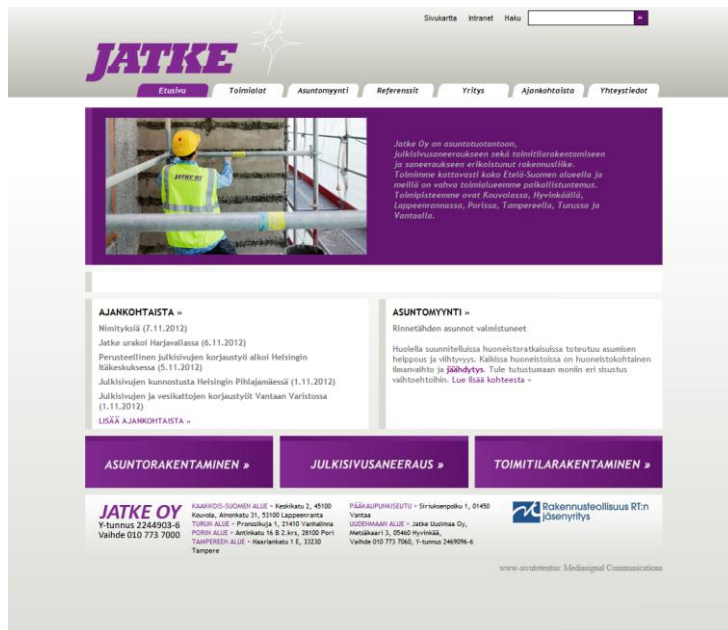 Sivukartta Intranet Haku »
JATKE
Etusivu Toimialat Asuntomyynti Referenssit Yritys Ajankohtaista Yhteystiedot
JATKE OY
Jatke Oy on asuntotuotantoon,
julkisivusaneeraukseen sekä toimitilarakentamiseen
ja saneeraukseen erikoistunut rakennusliike.
Toimimme kattavasti koko Etelä-Suomen alueella ja
meillä on vahva toimialueemme paikallistuntemus.
Toimipisteemme ovat Kouvolassa, Hyvinkäällä,
Lappeenrannassa, Porissa, Tampereella, Turussa ja
Vantaalla.
AJANKOHTAISTA »
Nimityksiä (7.11.2012)
Jatke urakoi Harjavallassa (6.11.2012)
Perusteellinen julkisivujen korjaustyö alkoi Helsingin
Itäkeskuksessa (5.11.2012)
Julkisivujen kunnostusta Helsingin Pihlajamäessä (1.11.2012)
Julkisivujen ja vesikattojen korjaustyöt Vantaan Varistossa
(1.11.2012)
LISÄÄ AJANKOHTAISTA »
ASUNTOMYYNTI »
Rinnetähden asunnot valmistuneet
Huolella suunnitelluissa huoneistoratkaisuissa toteutuu asumisen
helppous ja viihtyvyys. Kaikissa huoneistoissa on huoneistokohtainen
ilmanvaihto ja jäähdytys. Tule tutustumaan moniin eri sisustus
vaihtoehtoihin. Lue lisää kohteesta »
ASUNTORAKENTAMINEN »
JULKISIVUSANEERAUS »
TOIMITILARAKENTAMINEN »
JATKE OY
Y-tunnus 2244903-6
Vaihde 010 773 7000
KAAKKOIS-SUOMEN ALUE - Keskikatu 2, 45100
Kouvola, Ainonkatu 31, 53100 Lappeenranta
TURUN ALUE - Pronssikuja 1, 21410 Vanhalinna
PORIN ALUE - Antinkatu 16 B 2.krs, 28100 Pori
TAMPEREEN ALUE - Haarlankatu 1 E, 33230
Tampere
PÄÄKAUPUNKISEUTU - Siriuksenpolku 1, 01450
Vantaa
UUDENMAAN ALUE - Jatke Uusimaa Oy,
Metsäkaari 3, 05460 Hyvinkää,
Vaihde 010 773 7060, Y-tunnus 2469096-6
Rakennusteollisuus RT:n
jäsenyritys
www-sivutoteutus: Mediasignal Communications